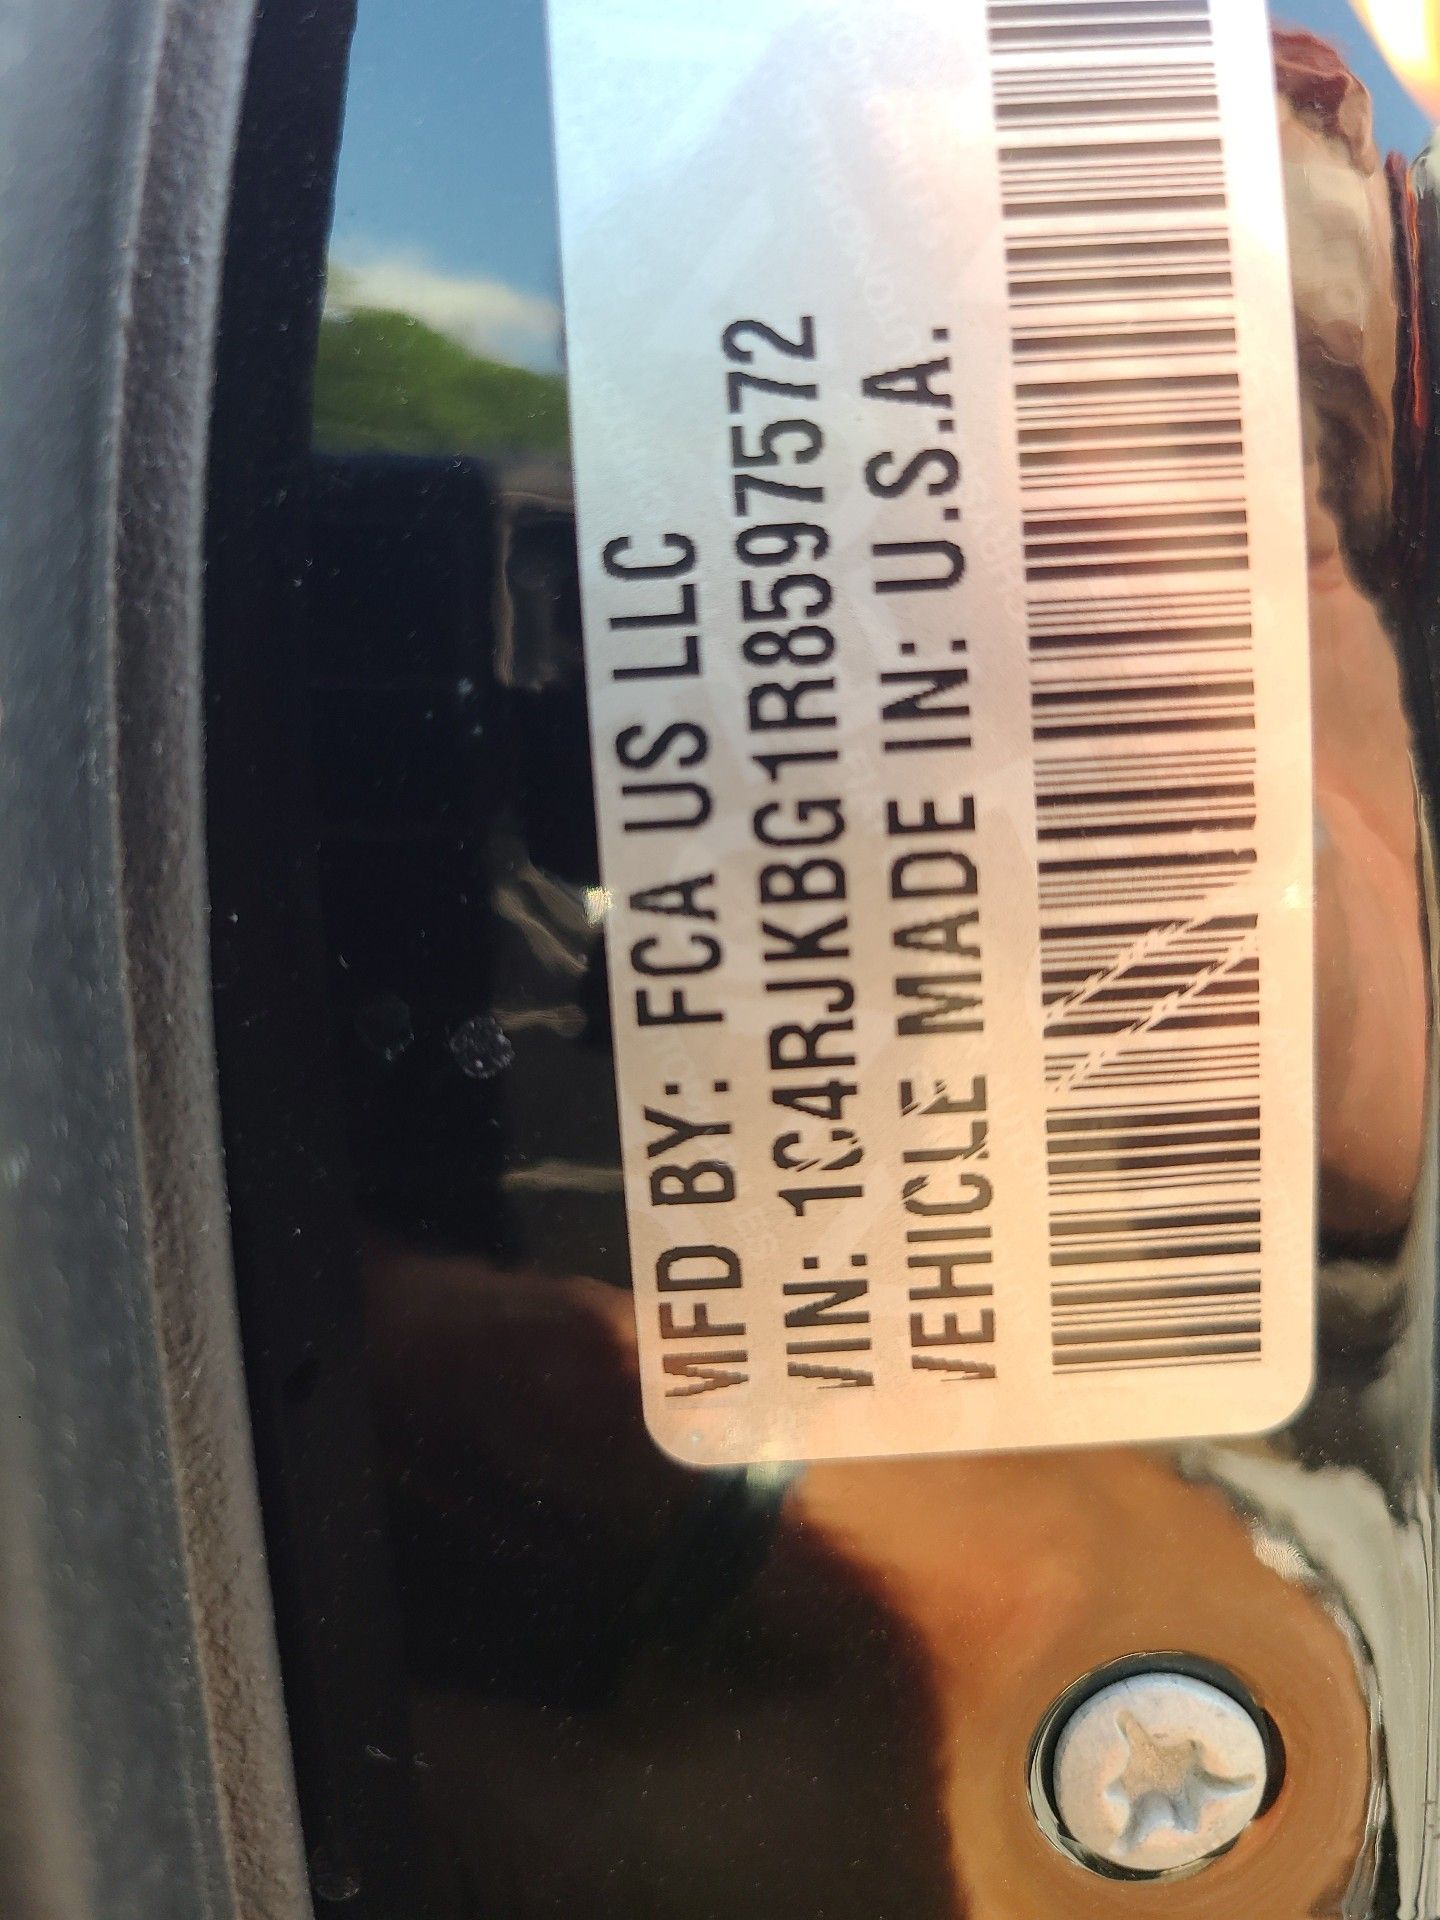 MFD BY: FCA US LLC
VIN: 1C4RJKBG1R8597572
VEHICLE MADE IN: U.S.A.